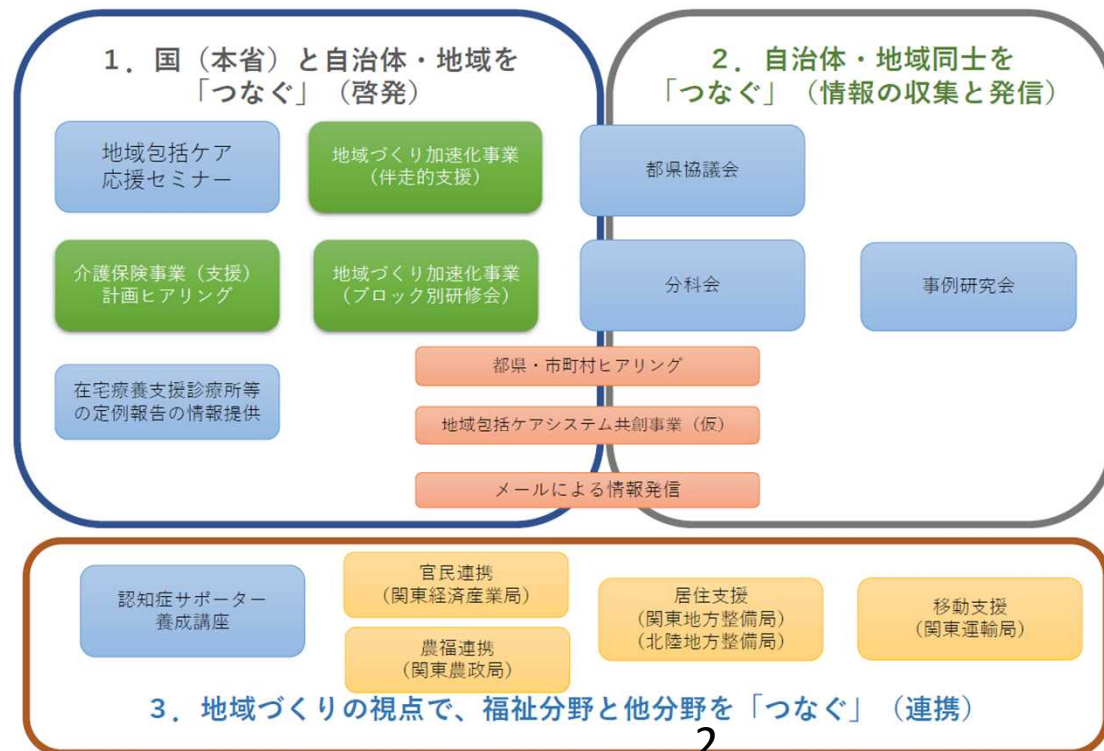 1．国（本省）と自治体・地域を
「つなぐ」（啓発）
2．自治体・地域同士を
「つなぐ」（情報の収集と発信）
地域包括ケア
応援セミナー
地域づくり加速化事業
（伴走的支援）
都県協議会
介護保険事業（支援）
計画ヒアリング
地域づくり加速化事業
（ブロック別研修会）
分科会
事例研究会
都県・市町村ヒアリング
在宅療養支援診療所等
の定例報告の情報提供
地域包括ケアシステム共創事業（仮）
メールによる情報発信
認知症サポーター
養成講座
官民連携
（関東経済産業局）
農福連携
（関東農政局）
居住支援
（関東地方整備局）
（北陸地方整備局）
移動支援
（関東運輸局）
3．地域づくりの視点で、福祉分野と他分野を「つなぐ」（連携）
2